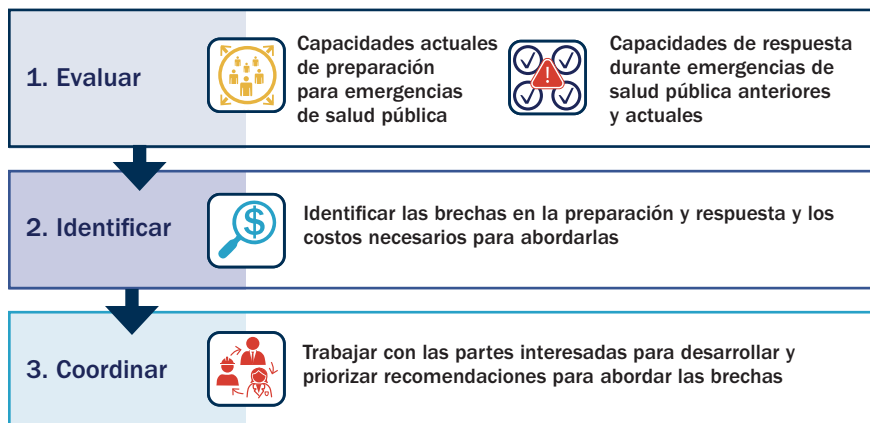 1. Evaluar
Capacidades actuales
de preparación
para emergencias
de salud pública
Capacidades de respuesta
durante emergencias de
salud pública anteriores
y actuales
2. Identificar
$
Identificar las brechas en la preparación y respuesta y los
costos necesarios para abordarlas
3. Coordinar
Trabajar con las partes interesadas para desarrollar y
priorizar recomendaciones para abordar las brechas